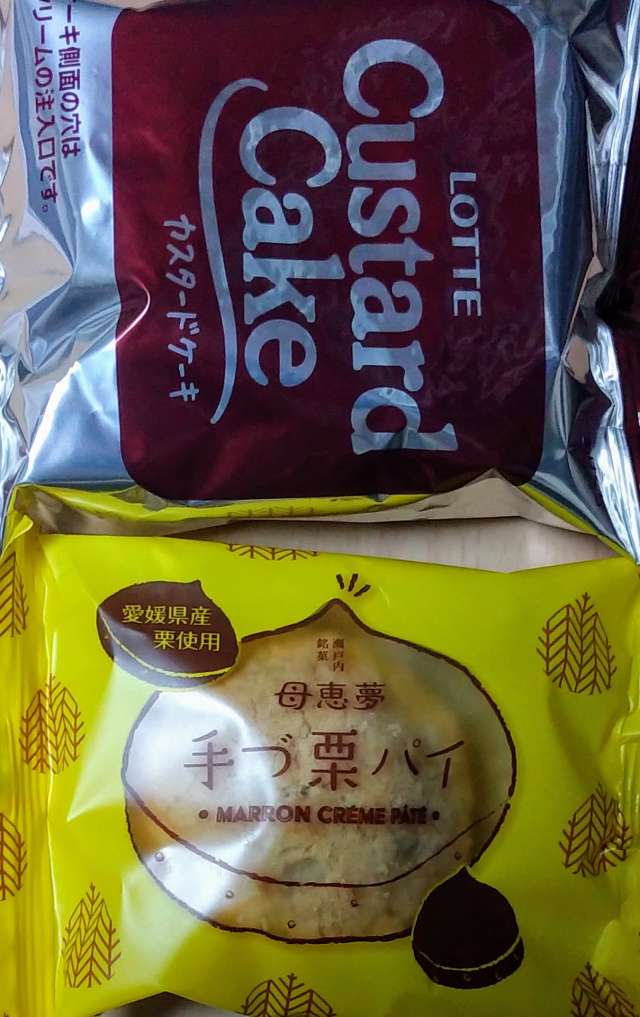 LOTTE
Custard
Cake
カスタードケーキ
ーキ側面の穴は
リームの注入口です。
愛媛県産
栗使用
瀬戸内
銘菓
母恵夢
手づ栗パイ
• MARRON CRÉME PÂTÉ •